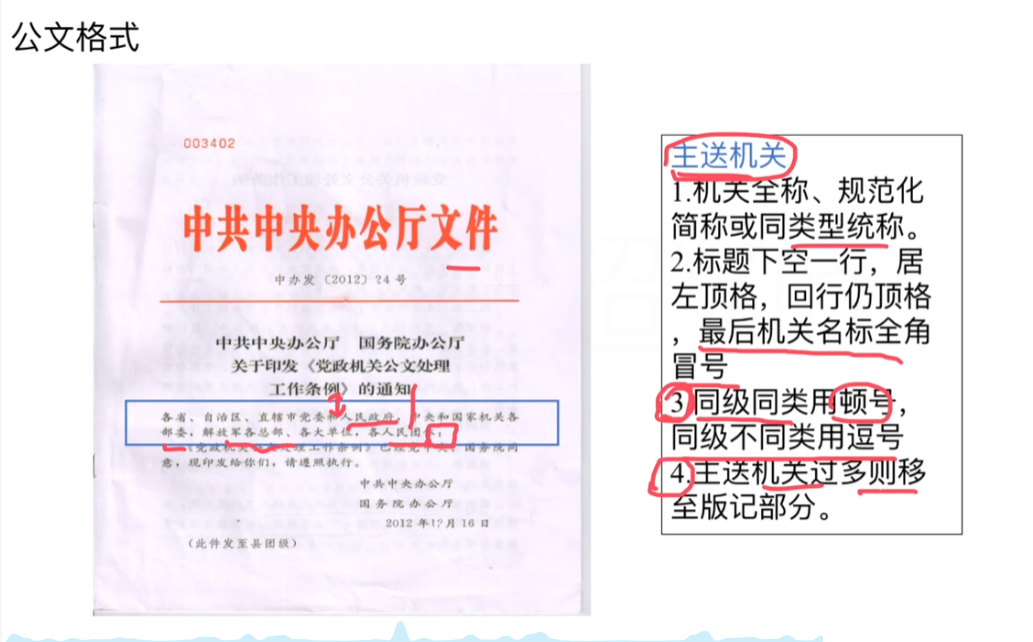 公文格式
003402
中共中央办公厅文件
中办发〔2012〕24号
中共中央办公厅 国务院办公厅
关于印发《党政机关公文处理
工作条例》的通知
各省、自治区、直辖市党委和人民政府，中央和国家机关各
部委，解放军各总部、各大单位，各人民团体：
《党政机关公文处理工作条例》已经党中央、国务院同
意，现印发给你们，请遵照执行。
中共中央办公厅
国务院办公厅
2012年12月16日
（此件发至县团级）
主送机关
1.机关全称、规范化
简称或同类型统称。
2.标题下空一行，居
左顶格，回行仍顶格
，最后机关名标全角
冒号
3.同级同类用顿号，
同级不同类用逗号
4.主送机关过多则移
至版记部分。